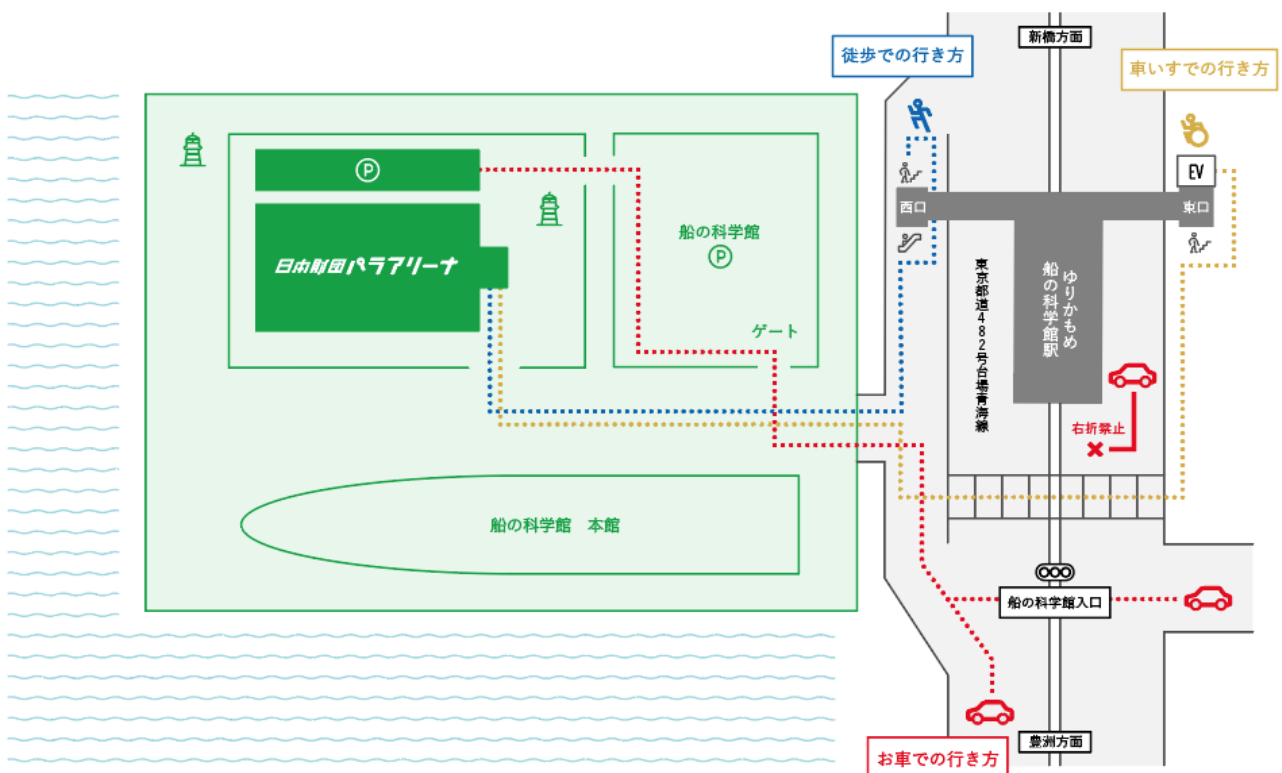 新橋方面
徒歩での行き方
車いすでの行き方
P
EV
西口
東口
船の科学館
P
日本財団パラアリーナ
ゆりかもめ
船の科学館駅
東京都道482号台場青海線
ゲート
右折禁止
船の科学館 本館
船の科学館入口
豊洲方面
お車での行き方